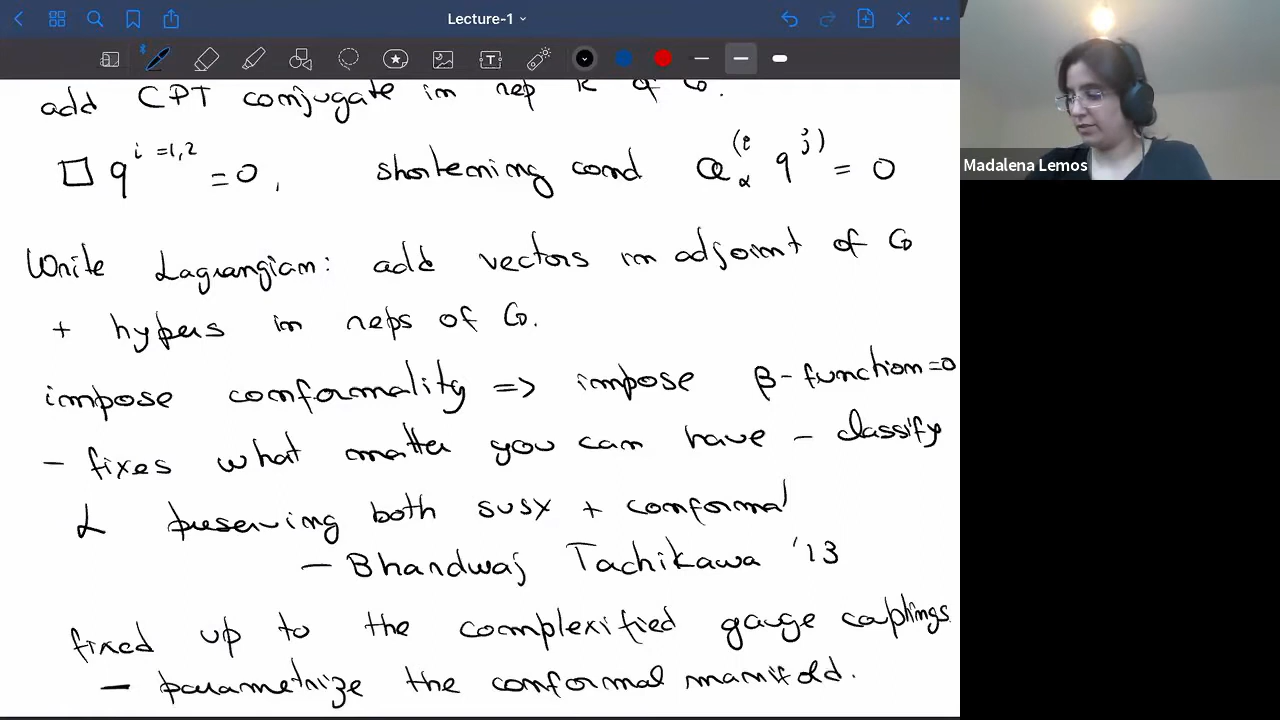 Lecture-1
add CPT conjugate in rep R of G.
□ q^{i=1,2} = 0, shortening cond Q_α^{(i} q^{j)} = 0
Write Lagrangian: add vectors in adjoint of G
+ hypers in reps of G.
impose conformality => impose β-function=0
- fixes what matter you can have - classify
L preserving both SUSY + conformal
- Bhardwaj Tachikawa '13
fixed up to the complexified gauge couplings
- parametrize the conformal manifold.
Madalena Lemos